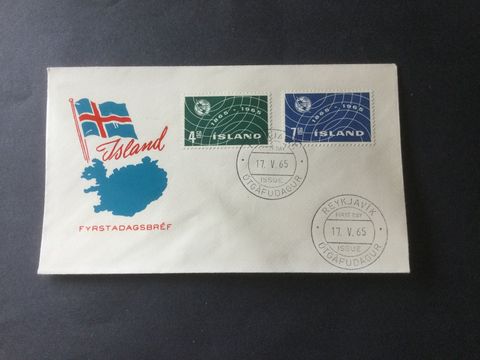 Ísland
FYRSTADAGSBRÉF
1865-1965
4.50
ÍSLAND
1865-1965
7.50
ÍSLAND
17. V. 65
ISSUE
ÚTGÁFUDAGUR
REYKJAVÍK
FIRST DAY
17. V. 65
ISSUE
ÚTGÁFUDAGUR